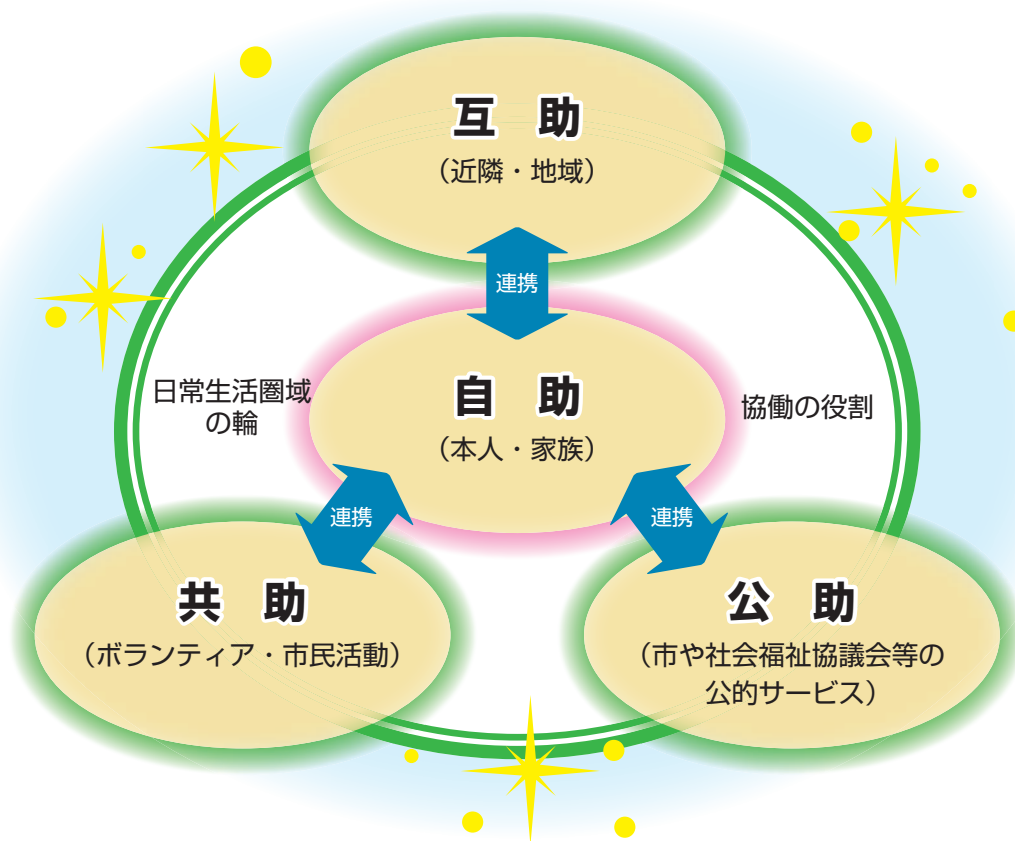 互　助
（近隣・地域）
連携
日常生活圏域
の輪
自　助
（本人・家族）
協働の役割
連携
連携
共　助
（ボランティア・市民活動）
公　助
（市や社会福祉協議会等の
公的サービス）